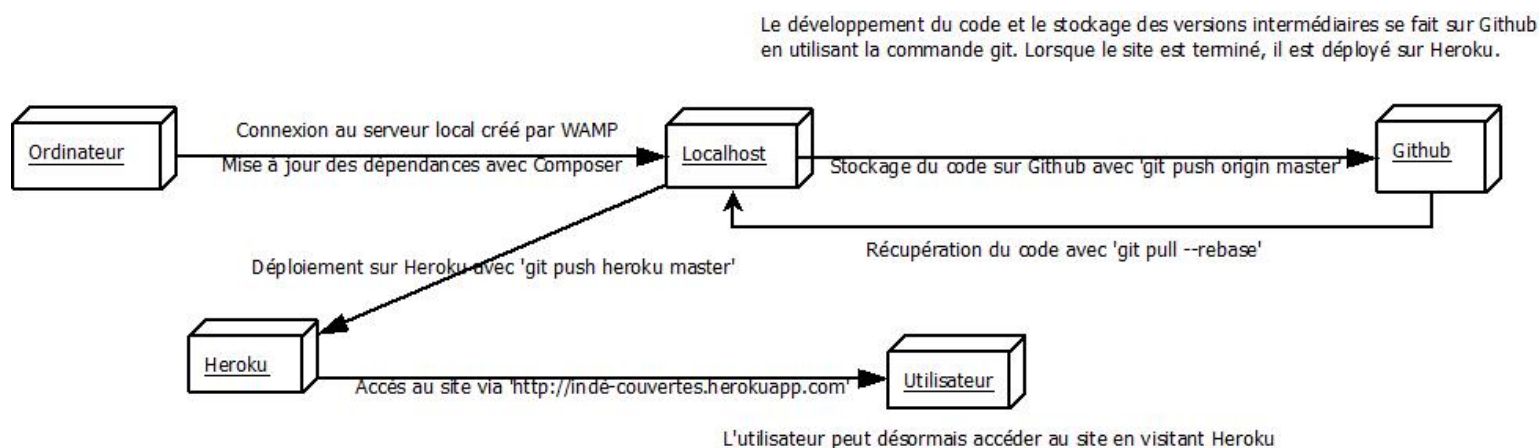 Le développement du code et le stockage des versions intermédiaires se fait sur Github
en utilisant la commande git. Lorsque le site est terminé, il est déployé sur Heroku.
Ordinateur
Connexion au serveur local créé par WAMP
Mise à jour des dépendances avec Composer
Localhost
Stockage du code sur Github avec 'git push origin master'
Github
Récupération du code avec 'git pull --rebase'
Déploiement sur Heroku avec 'git push heroku master'
Heroku
Accés au site via 'http://indé-couvertes.herokuapp.com'
Utilisateur
L'utilisateur peut désormais accéder au site en visitant Heroku